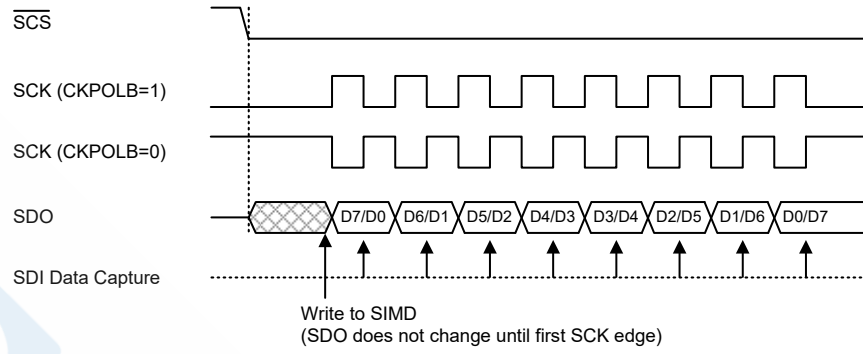 SCS
SCK (CKPOLB=1)
SCK (CKPOLB=0)
SDO
D7/D0 D6/D1 D5/D2 D4/D3 D3/D4 D2/D5 D1/D6 D0/D7
SDI Data Capture
Write to SIMD
(SDO does not change until first SCK edge)